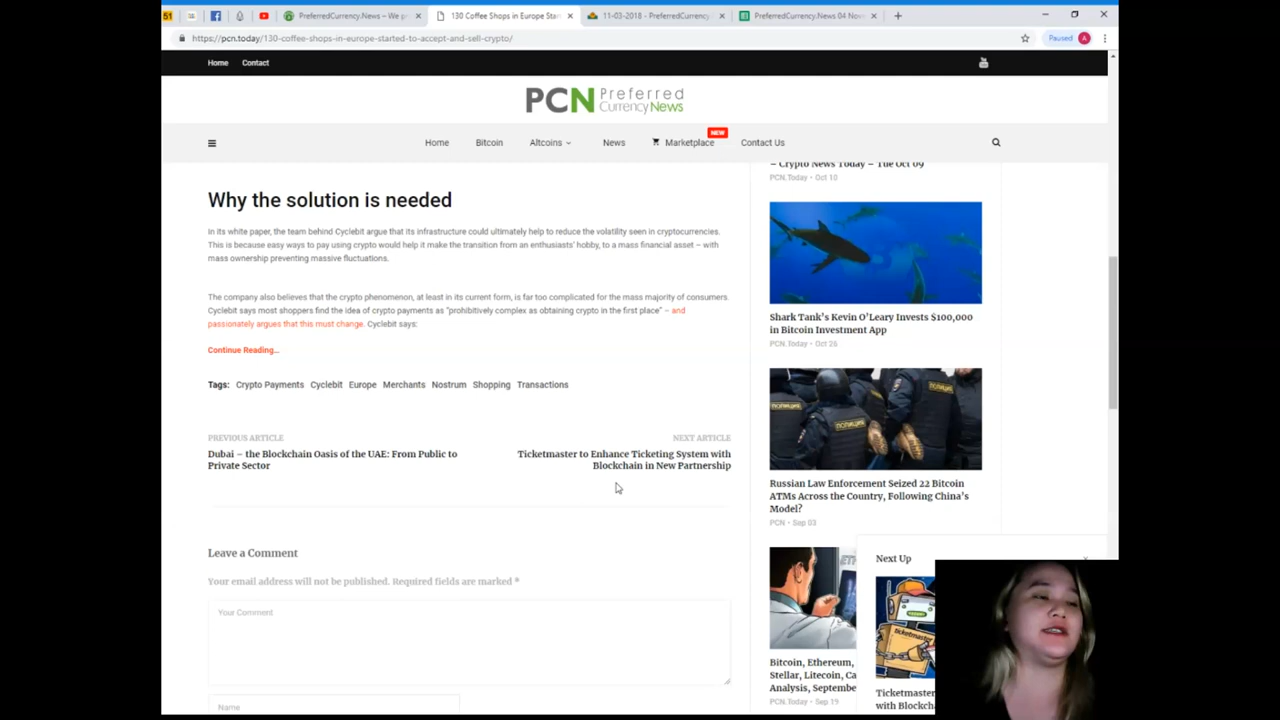 51
PreferredCurrency.News – We pr
130 Coffee Shops in Europe Star
11-03-2018 - PreferredCurrency
PreferredCurrency.News 04 Nov
https://pcn.today/130-coffee-shops-in-europe-started-to-accept-and-sell-crypto/
Paused
A
Home
Contact
PCN Preferred
Currency News
Home
Bitcoin
Altcoins
News
Marketplace
NEW
Contact Us
– Crypto News Today – Tue Oct 09
PCN.Today - Oct 10
Why the solution is needed
In its white paper, the team behind Cyclebit argue that its infrastructure could ultimately help to reduce the volatility seen in cryptocurrencies.
This is because easy ways to pay using crypto would help it make the transition from an enthusiasts' hobby, to a mass financial asset – with
mass ownership preventing massive fluctuations.
The company also believes that the crypto phenomenon, at least in its current form, is far too complicated for the mass majority of consumers.
Cyclebit says most shoppers find the idea of crypto payments as "prohibitively complex as obtaining crypto in the first place" – and
passionately argues that this must change. Cyclebit says:
Continue Reading...
Tags: Crypto Payments Cyclebit Europe Merchants Nostrum Shopping Transactions
PREVIOUS ARTICLE
Dubai – the Blockchain Oasis of the UAE: From Public to
Private Sector
NEXT ARTICLE
Ticketmaster to Enhance Ticketing System with
Blockchain in New Partnership
Leave a Comment
Your email address will not be published. Required fields are marked *
Your Comment
Name
Shark Tank's Kevin O'Leary Invests $100,000
in Bitcoin Investment App
PCN.Today - Oct 26
ПОЛИЦИЯ
ПОЛИЦИЯ
Russian Law Enforcement Seized 22 Bitcoin
ATMs Across the Country, Following China's
Model?
PCN - Sep 03
Bitcoin, Ethereum,
Stellar, Litecoin, Ca
Analysis, Septembe
PCN.Today - Sep 19
Next Up
ticketmaster
Ticketmaster
with Blockch